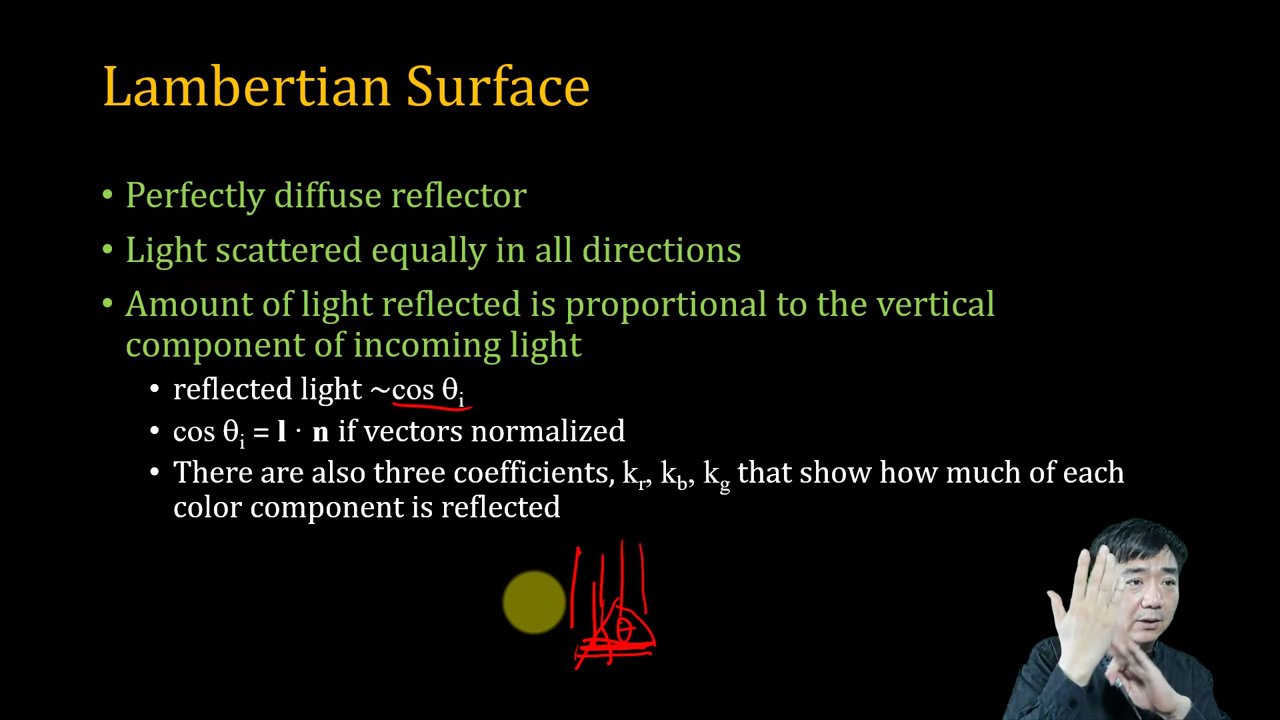 Lambertian Surface
• Perfectly diffuse reflector
• Light scattered equally in all directions
• Amount of light reflected is proportional to the vertical
component of incoming light
• reflected light ~cos θᵢ
• cos θᵢ = l · n if vectors normalized
• There are also three coefficients, kr, kb, kg that show how much of each
color component is reflected
θ